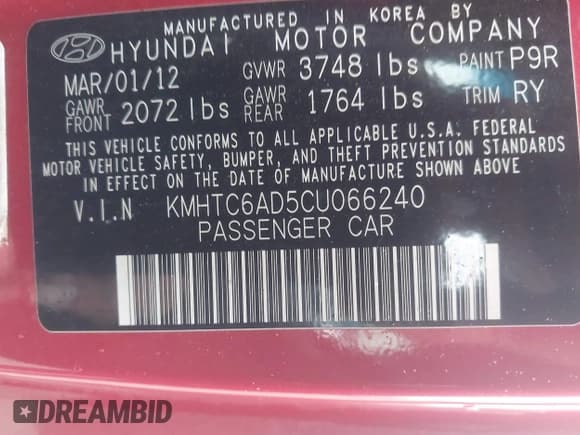 MANUFACTURED IN KOREA BY
HYUNDAI MOTOR COMPANY
MAR/01/12 GVWR 3748 lbs PAINT P9R
GAWR FRONT 2072 lbs GAWR REAR 1764 lbs TRIM RY
THIS VEHICLE CONFORMS TO ALL APPLICABLE U.S.A. FEDERAL
MOTOR VEHICLE SAFETY, BUMPER, AND THEFT PREVENTION STANDARDS
IN EFFECT ON THE DATE OF MANUFACTURE SHOWN ABOVE
V.I.N KMHTC6AD5CU066240
PASSENGER CAR
DREAMBID